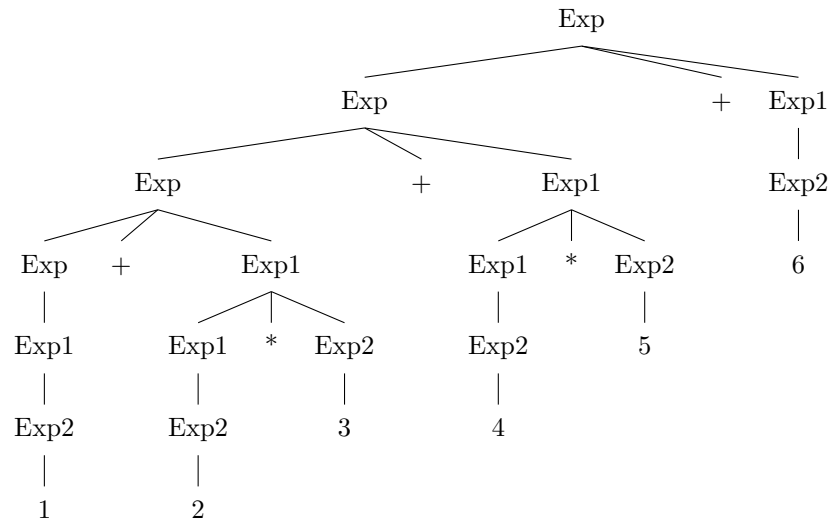 Exp
Exp + Exp1
Exp + Exp1 Exp2
Exp + Exp1 Exp1 * Exp2 6
Exp1 Exp1 * Exp2 Exp2 5
Exp2 Exp2 3 4
1 2